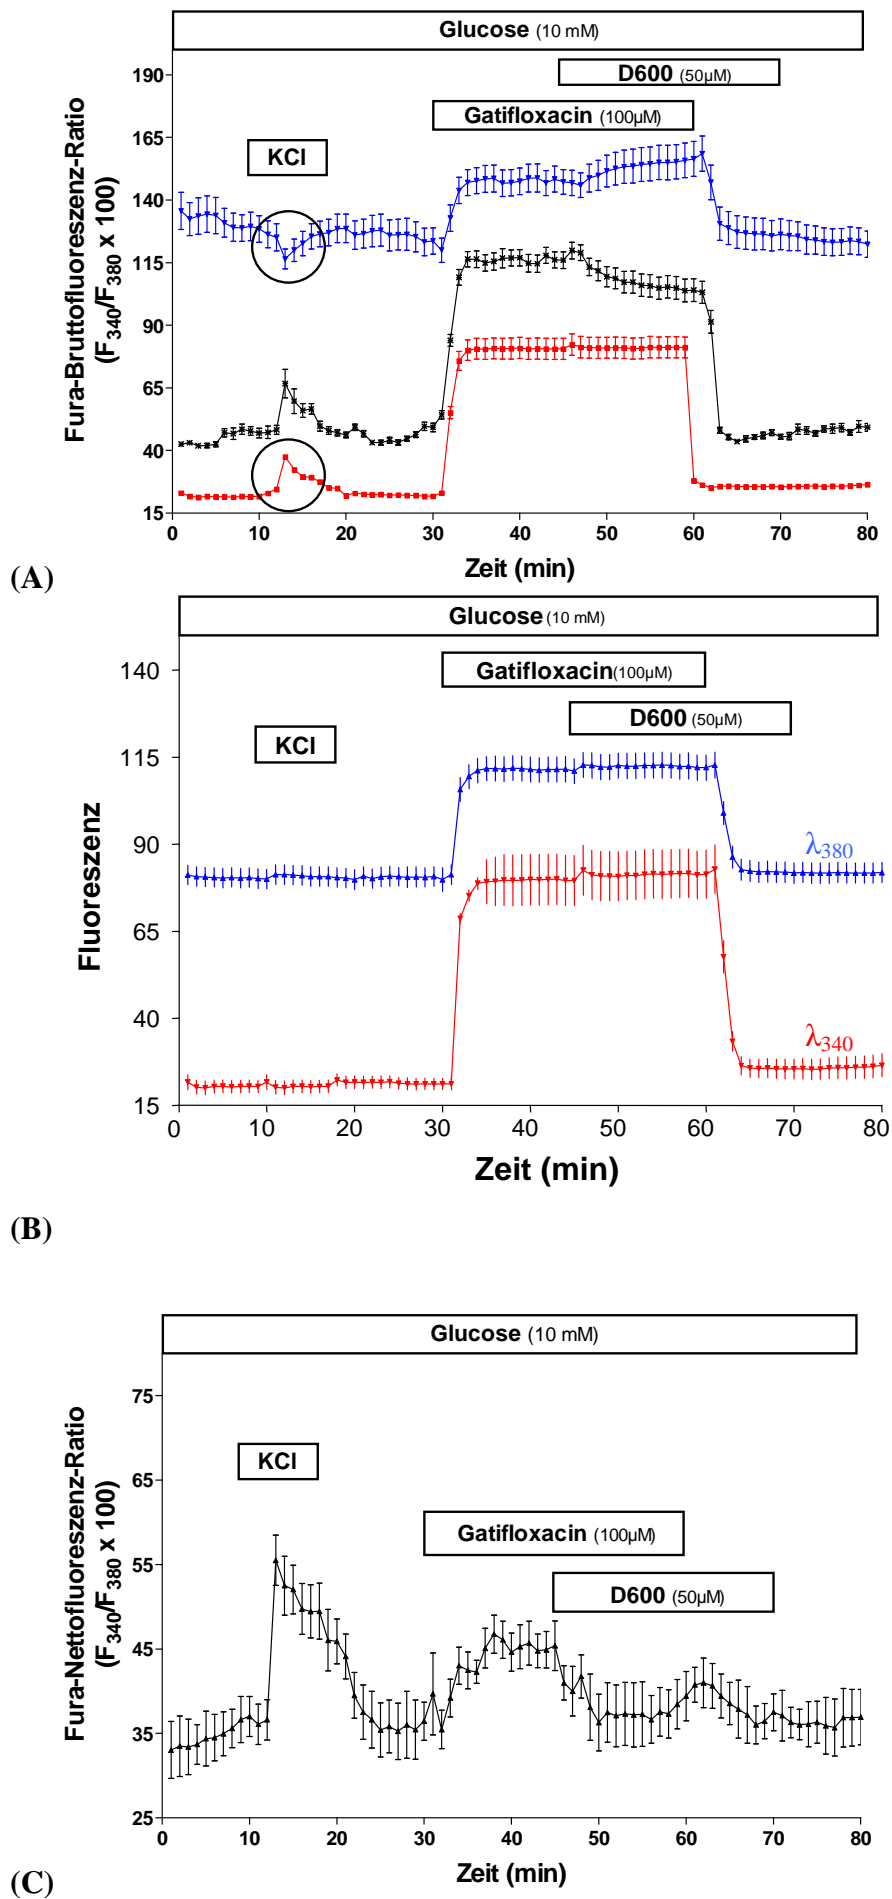 Glucose (10 mM)
D600 (50µM)
Gatifloxacin (100µM)
KCl
Fura-Bruttofluoreszenz-Ratio
(F340/F380 x 100)
190
165
140
115
90
65
40
15
0 10 20 30 40 50 60 70 80
Zeit (min)
(A)
Glucose (10 mM)
Gatifloxacin (100µM)
D600 (50µM)
KCl
Fluoreszenz
140
115
90
65
40
15
λ380
λ340
0 10 20 30 40 50 60 70 80
Zeit (min)
(B)
Glucose (10 mM)
KCl
Gatifloxacin (100µM)
D600 (50µM)
Fura-Nettofluoreszenz-Ratio
(F340/F380 x 100)
75
65
55
45
35
25
0 10 20 30 40 50 60 70 80
Zeit (min)
(C)